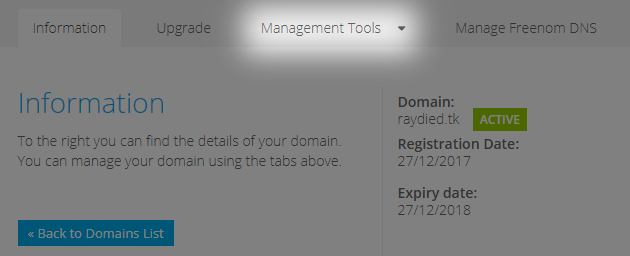 Information Upgrade Management Tools Manage Freenom DNS
Information
To the right you can find the details of your domain.
You can manage your domain using the tabs above.
« Back to Domains List
Domain:
raydied.tk ACTIVE
Registration Date:
27/12/2017
Expiry date:
27/12/2018